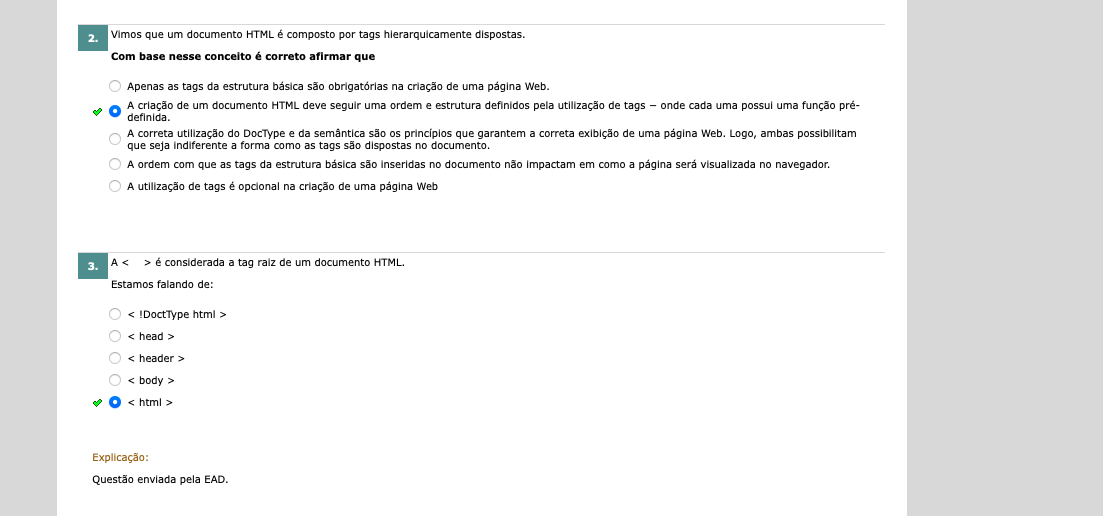 2.
Vimos que um documento HTML é composto por tags hierarquicamente dispostas.
Com base nesse conceito é correto afirmar que
Apenas as tags da estrutura básica são obrigatórias na criação de uma página Web.
A criação de um documento HTML deve seguir uma ordem e estrutura definidos pela utilização de tags – onde cada uma possui uma função pré-
definida.
A correta utilização do DocType e da semântica são os princípios que garantem a correta exibição de uma página Web. Logo, ambas possibilitam
que seja indiferente a forma como as tags são dispostas no documento.
A ordem com que as tags da estrutura básica são inseridas no documento não impactam em como a página será visualizada no navegador.
A utilização de tags é opcional na criação de uma página Web
3.
A <    > é considerada a tag raiz de um documento HTML.
Estamos falando de:
< !DoctType html >
< head >
< header >
< body >
< html >
Explicação:
Questão enviada pela EAD.